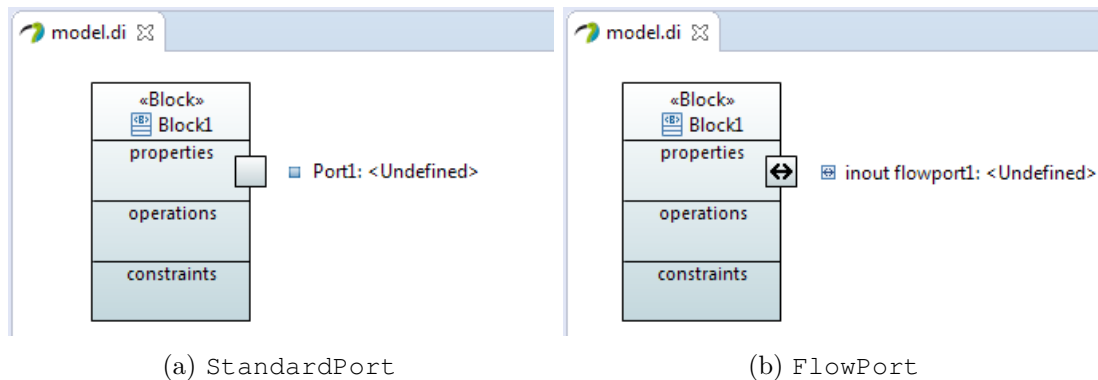 model.di
«Block»
Block1
properties
Port1: <Undefined>
operations
constraints
(a) StandardPort
model.di
«Block»
Block1
properties
inout flowport1: <Undefined>
operations
constraints
(b) FlowPort